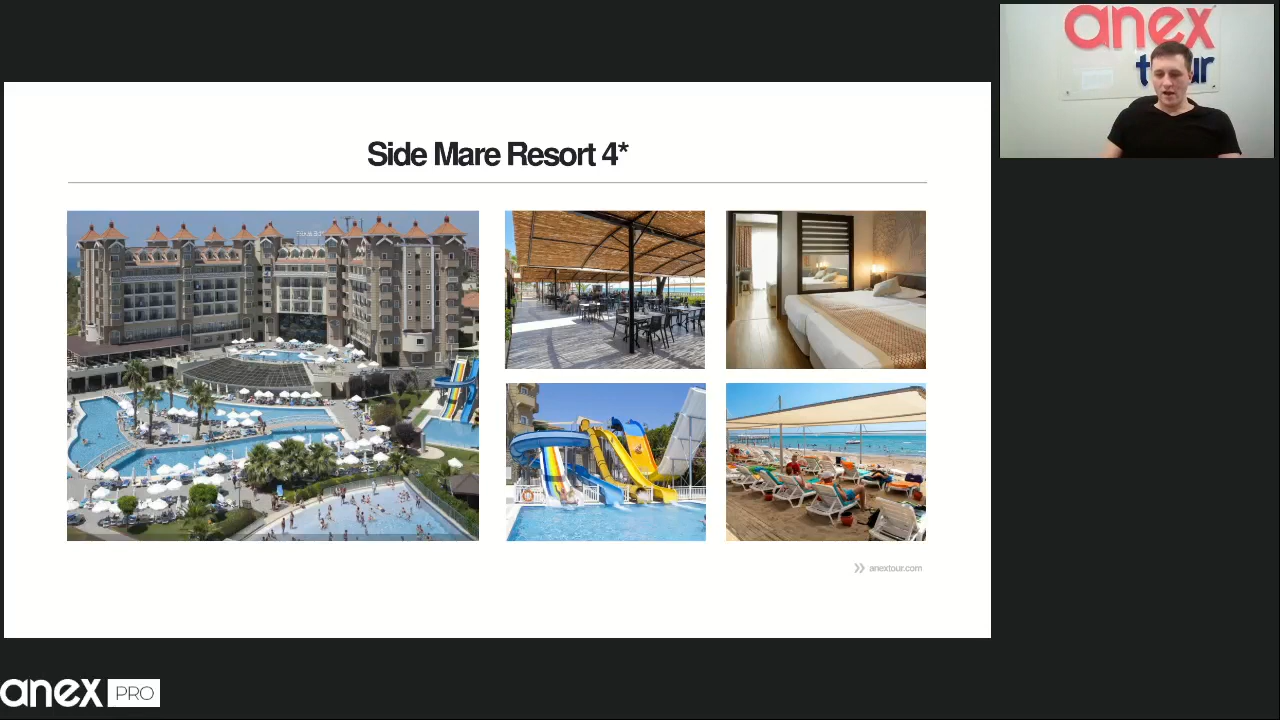 anex
tour
Side Mare Resort 4*
anextour.com
anex PRO